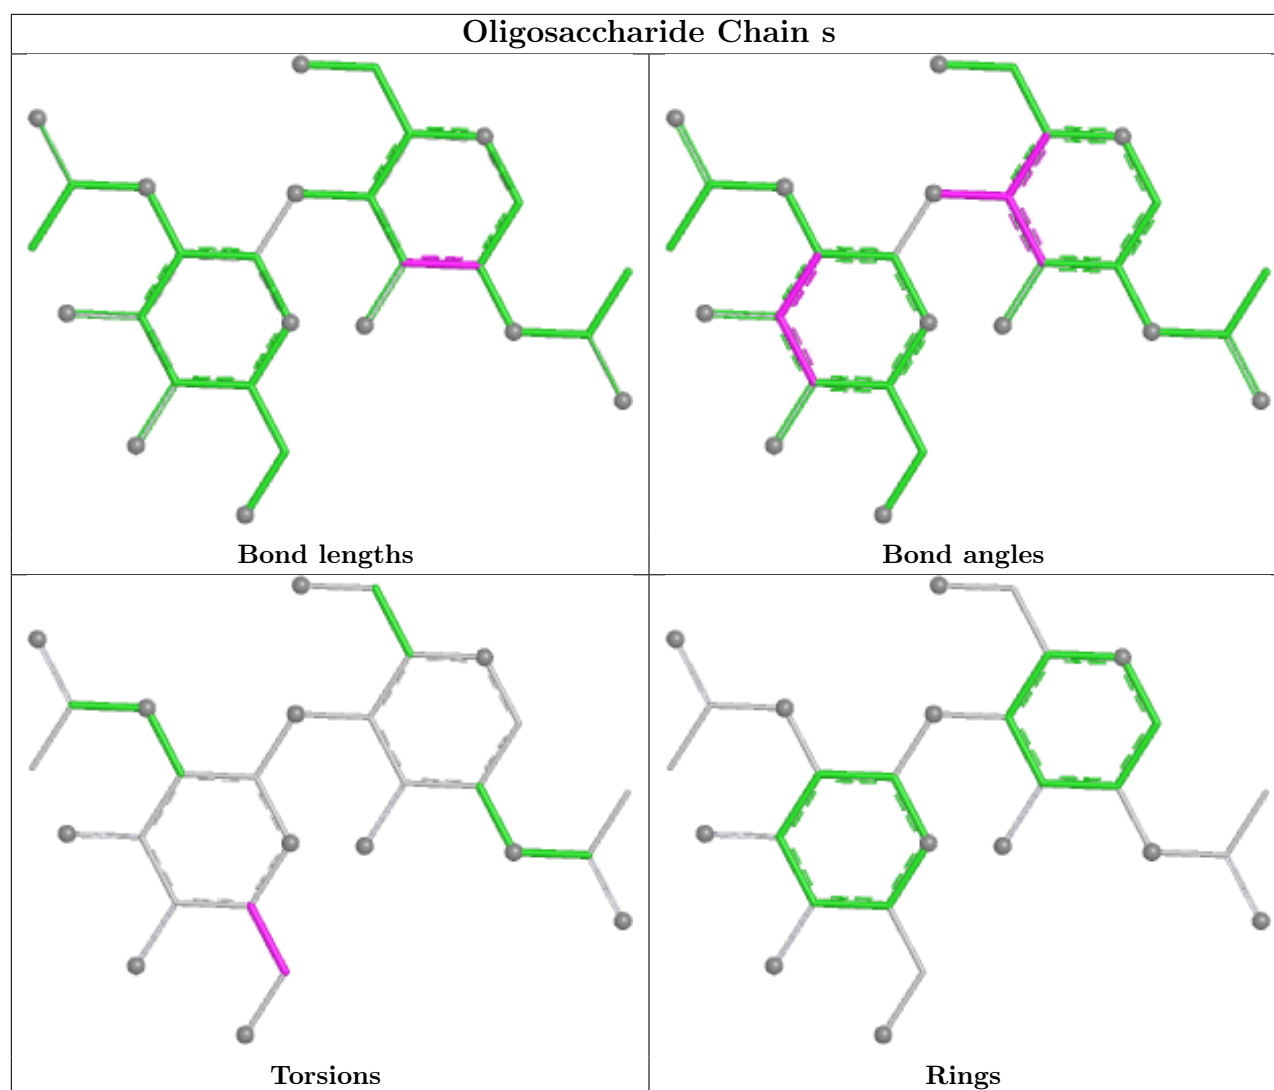 Oligosaccharide Chain s
Bond lengths
Bond angles
Torsions
Rings